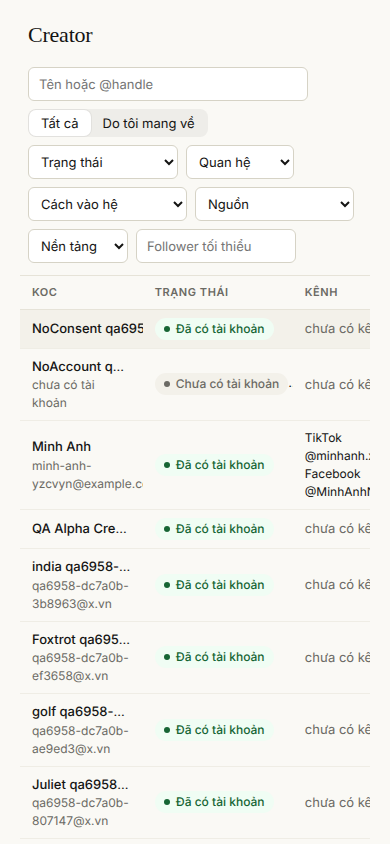 Creator
Tên hoặc @handle
Tất cả Do tôi mang về
Trạng thái Quan hệ
Cách vào hệ Nguồn
Nền tảng Follower tối thiểu
KOC TRẠNG THÁI KÊNH
NoConsent qa695 Đã có tài khoản chưa có kê
NoAccount q...
chưa có tài
khoản
Chưa có tài khoản . chưa có kê
Minh Anh
minh-anh-
yzcvyn@example.c
Đã có tài khoản
TikTok
@minhanh.
Facebook
@MinhAnh
QA Alpha Cre... Đã có tài khoản chưa có kê
india qa6958-...
qa6958-dc7a0b-
3b8963@x.vn
Đã có tài khoản chưa có kê
Foxtrot qa695...
qa6958-dc7a0b-
ef3658@x.vn
Đã có tài khoản chưa có kê
golf qa6958-...
qa6958-dc7a0b-
ae9ed3@x.vn
Đã có tài khoản chưa có kê
Juliet qa6958...
qa6958-dc7a0b-
807147@x.vn
Đã có tài khoản chưa có kê